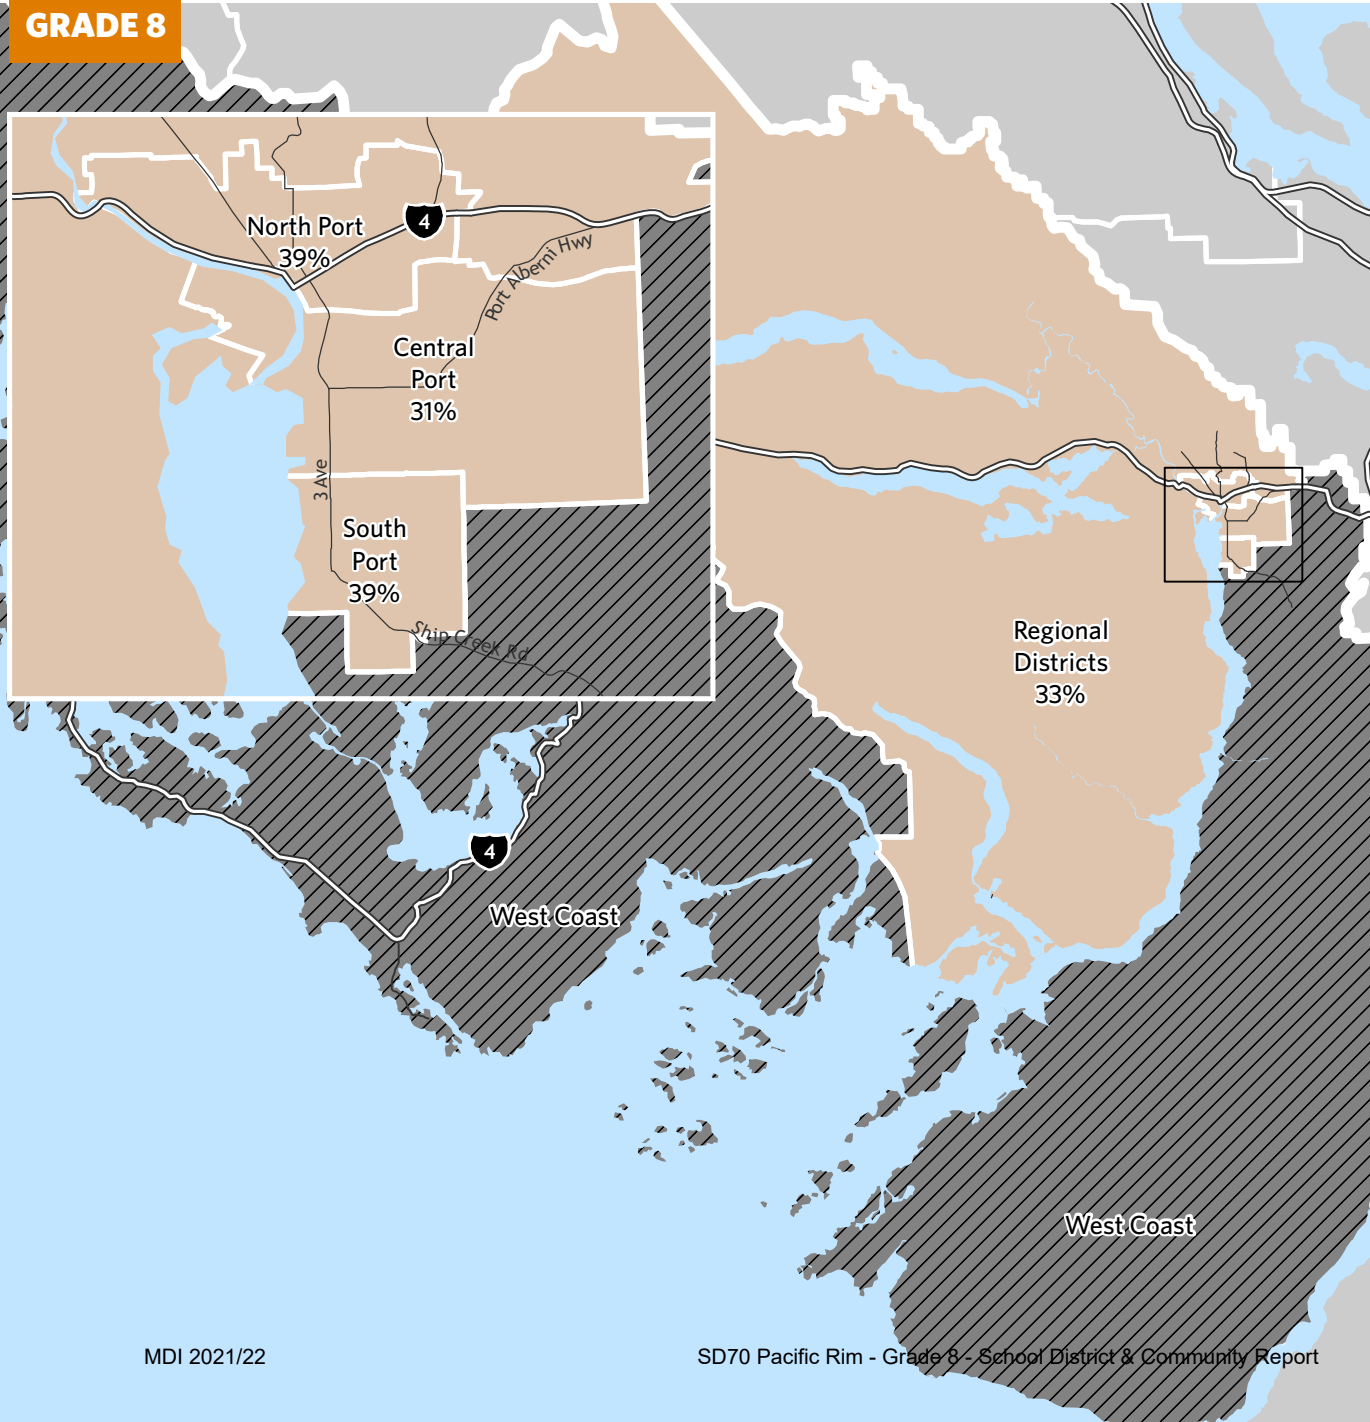 GRADE 8
North Port
39%
4
Port Alberni Hwy
Central
Port
31%
3 Ave
South
Port
39%
Ship Creek Rd
Regional
Districts
33%
4
West Coast
West Coast
MDI 2021/22
SD70 Pacific Rim - Grade 8 - School District & Community Report